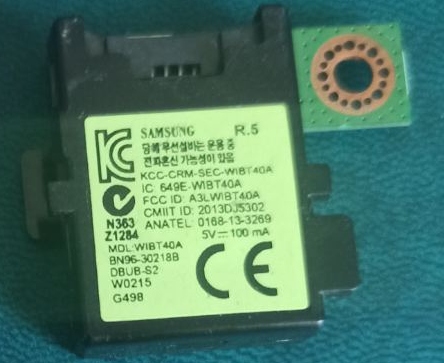 SAMSUNG R.5
당해 무선설비는 운용 중
전파혼신 가능성이 있음
KCC-CRM-SEC-WIBT40A
IC: 649E-WIBT40A
FCC ID: A3LWIBT40A
CMIIT ID: 2013DJ5302
N363 ANATEL: 0168-13-3269
Z1284 5V⎓100 mA
MDL:WIBT40A
BN96-30218B
DBUB-S2
W0215
G498
CE